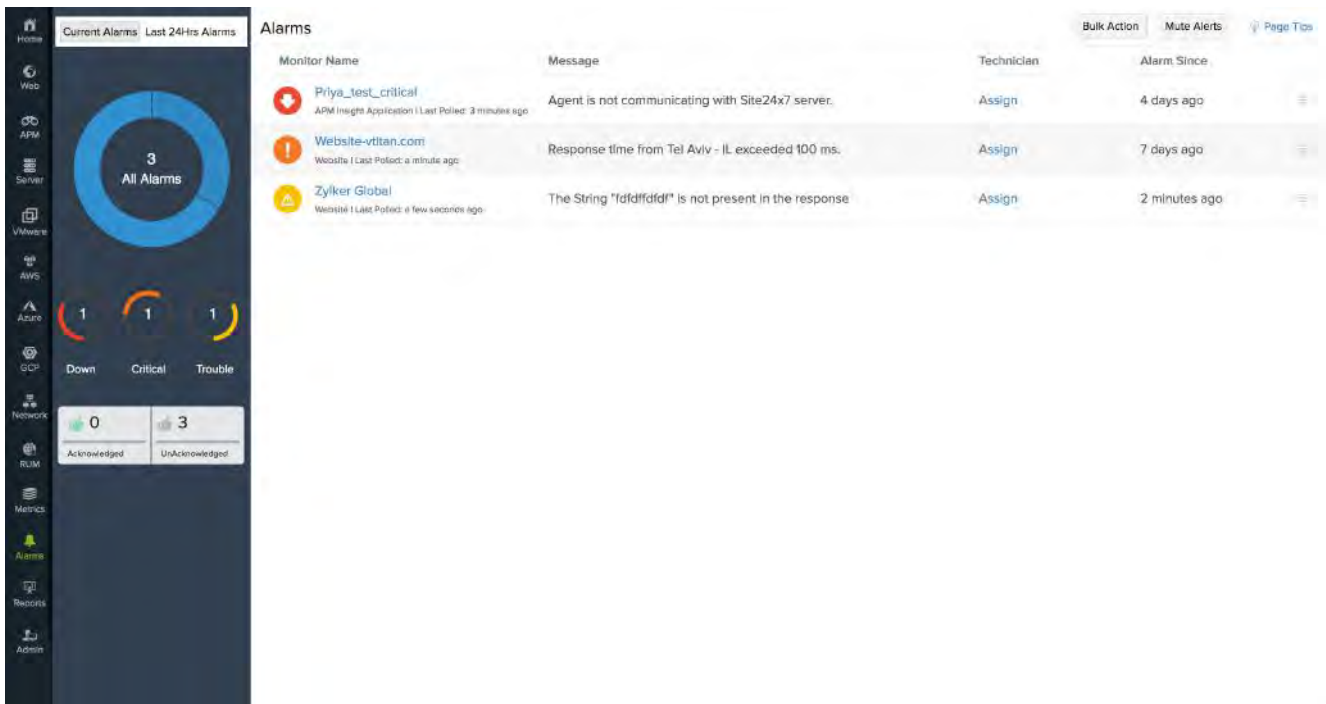 Home
Web
APM
Server
VMware
AWS
Azure
GCP
Network
RUM
Metrics
Alarms
Reports
Admin
Current Alarms Last 24Hrs Alarms
3
All Alarms
1 1 1
Down Critical Trouble
0 3
Acknowledged UnAcknowledged
Alarms Bulk Action Mute Alerts Page Tips
Monitor Name Message Technician Alarm Since
Priya_test_critical
APM Insight Application | Last Polled: 3 minutes ago
Agent is not communicating with Site24x7 server. Assign 4 days ago
Website-vtitan.com
Website | Last Polled: a minute ago
Response time from Tel Aviv - IL exceeded 100 ms. Assign 7 days ago
Zylker Global
Website | Last Polled: a few seconds ago
The String "fdfdffdfdf" is not present in the response Assign 2 minutes ago